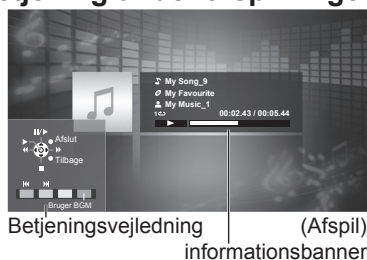 My Song_9
My Favourite
My Music_1
00:02.43 / 00:05.44
Afslut
Tilbage
Bruger BGM
Betjeningsvejledning
(Afspil)
informationsbanner